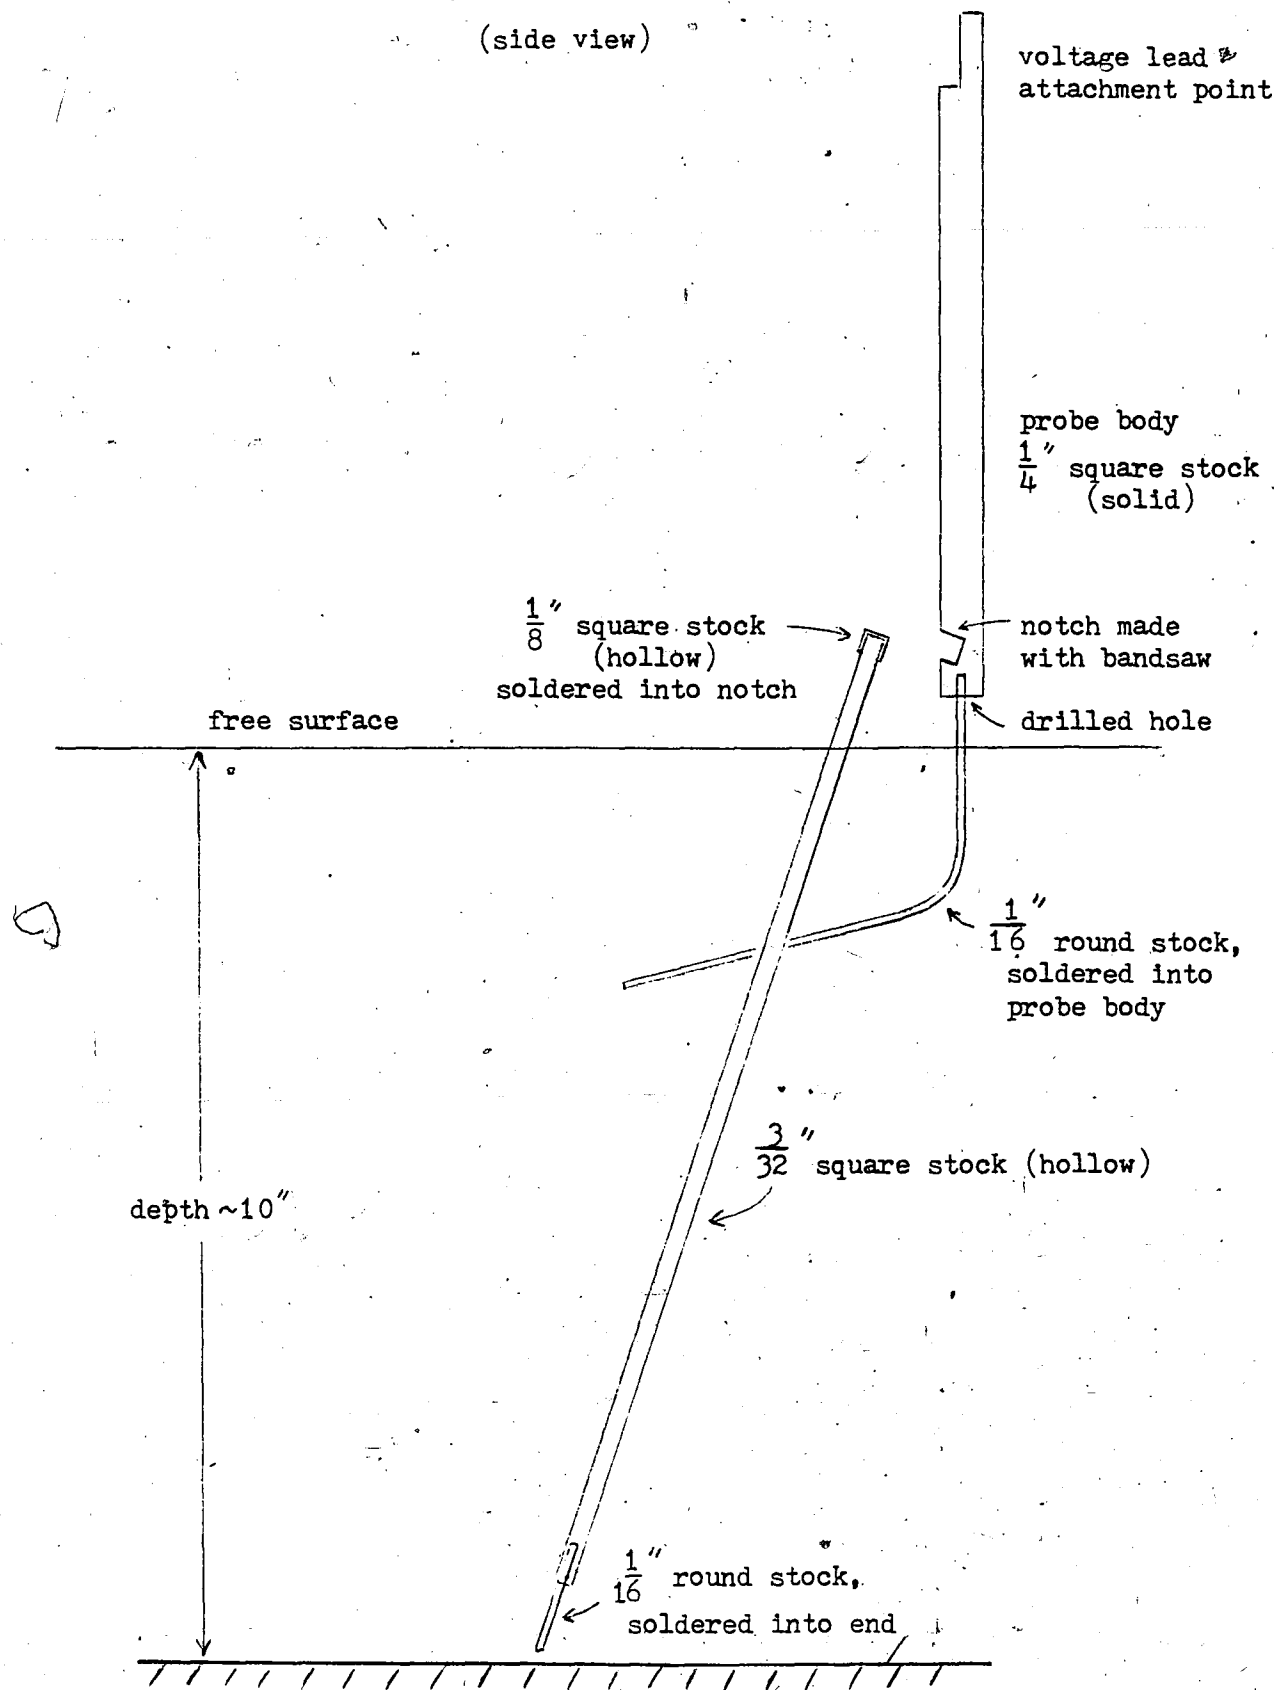 (side view)
voltage lead
attachment point
probe body
1/4" square stock
(solid)
1/8" square stock
(hollow)
soldered into notch
notch made
with bandsaw
free surface
drilled hole
1/16" round stock,
soldered into
probe body
3/32" square stock (hollow)
depth ~10"
1/16" round stock,
soldered into end